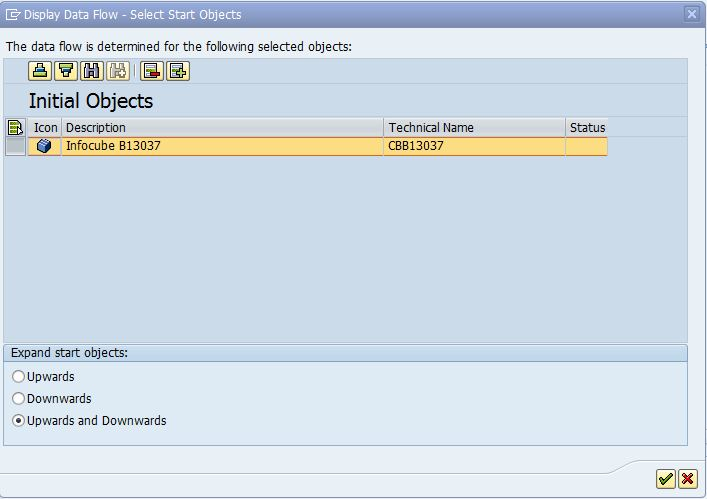 Display Data Flow - Select Start Objects
The data flow is determined for the following selected objects:
Initial Objects
Icon Description Technical Name Status
Infocube B13037 CBB13037
Expand start objects:
Upwards
Downwards
Upwards and Downwards